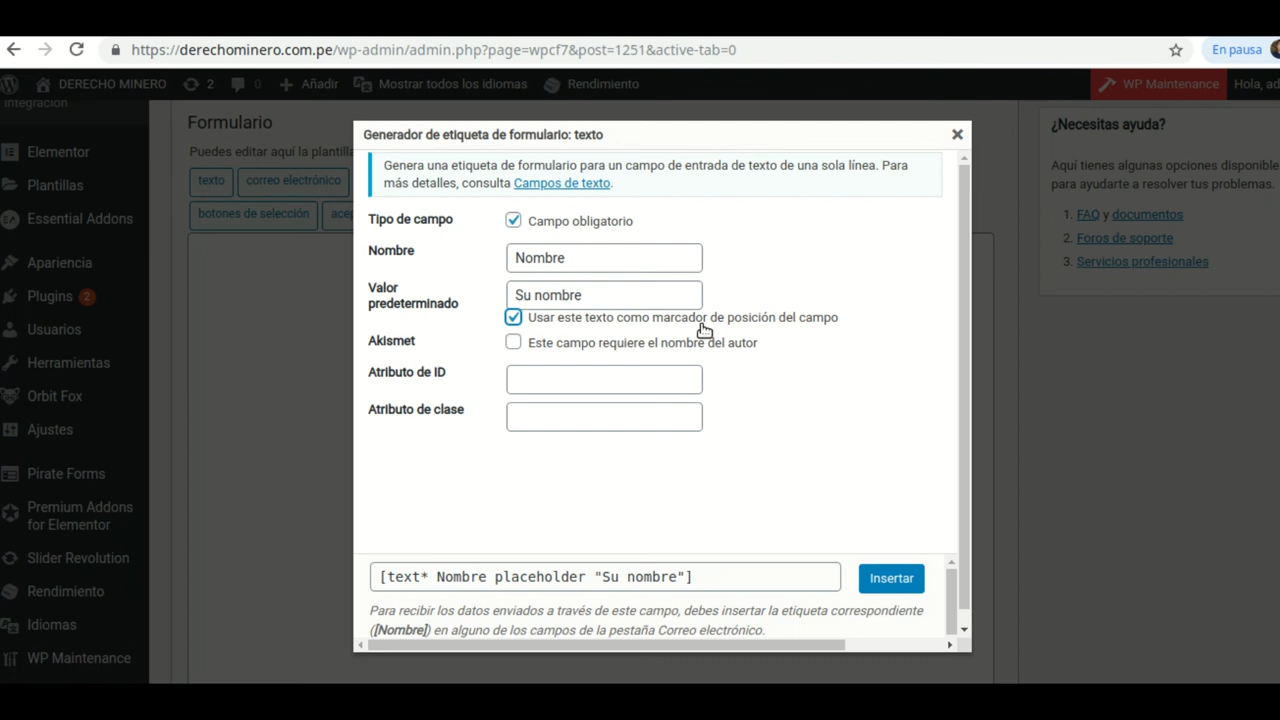 https://derechominero.com.pe/wp-admin/admin.php?page=wpcf7&post=1251&active-tab=0
En pausa
DERECHO MINERO
2
0
Añadir
Mostrar todos los idiomas
Rendimiento
WP Maintenance
Hola, ad
Integración
Elementor
Plantillas
Essential Addons
Apariencia
Plugins 2
Usuarios
Herramientas
Orbit Fox
Ajustes
Pirate Forms
Premium Addons
for Elementor
Slider Revolution
Rendimiento
Idiomas
WP Maintenance
Formulario
Puedes editar aquí la plantilla
texto
correo electrónico
botones de selección
acep
Generador de etiqueta de formulario: texto
Genera una etiqueta de formulario para un campo de entrada de texto de una sola línea. Para
más detalles, consulta Campos de texto.
Tipo de campo
Campo obligatorio
Nombre
Nombre
Valor
predeterminado
Su nombre
Usar este texto como marcador de posición del campo
Akismet
Este campo requiere el nombre del autor
Atributo de ID
Atributo de clase
[text* Nombre placeholder "Su nombre"]
Insertar
Para recibir los datos enviados a través de este campo, debes insertar la etiqueta correspondiente
([Nombre]) en alguno de los campos de la pestaña Correo electrónico.
¿Necesitas ayuda?
Aquí tienes algunas opciones disponible
para ayudarte a resolver tus problemas.
1. FAQ y documentos
2. Foros de soporte
3. Servicios profesionales